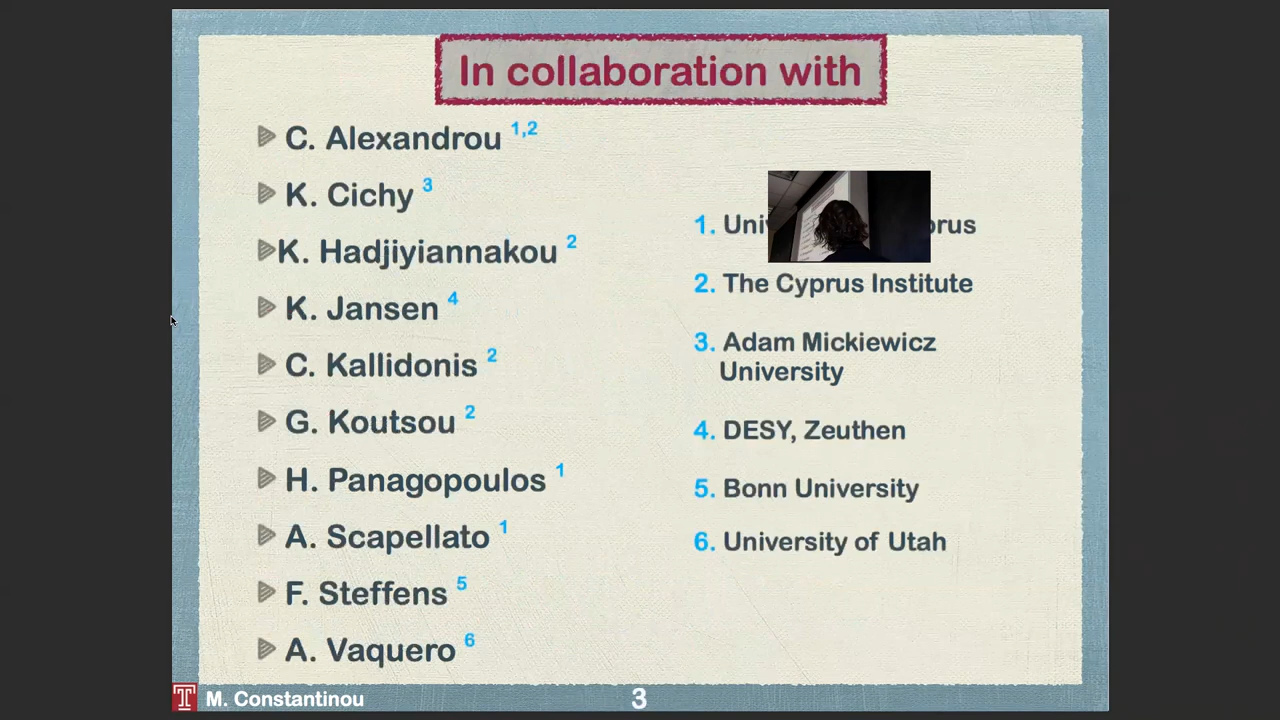 In collaboration with
C. Alexandrou 1,2
K. Cichy 3
K. Hadjiyiannakou 2
K. Jansen 4
C. Kallidonis 2
G. Koutsou 2
H. Panagopoulos 1
A. Scapellato 1
F. Steffens 5
A. Vaquero 6
1.
2. The Cyprus Institute
3. Adam Mickiewicz
University
4. DESY, Zeuthen
5. Bonn University
6. University of Utah
T M. Constantinou
3